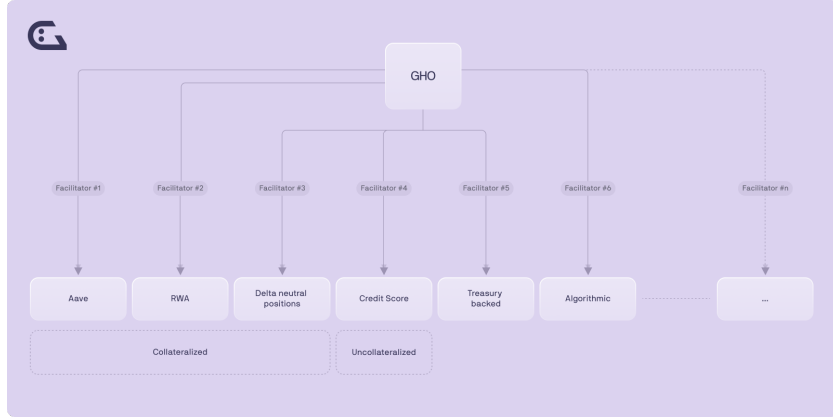 GHO
Facilitator #1
Facilitator #2
Facilitator #3
Facilitator #4
Facilitator #5
Facilitator #6
Facilitator #n
Aave
RWA
Delta neutral
positions
Credit Score
Treasury
backed
Algorithmic
...
Collateralized
Uncollateralized